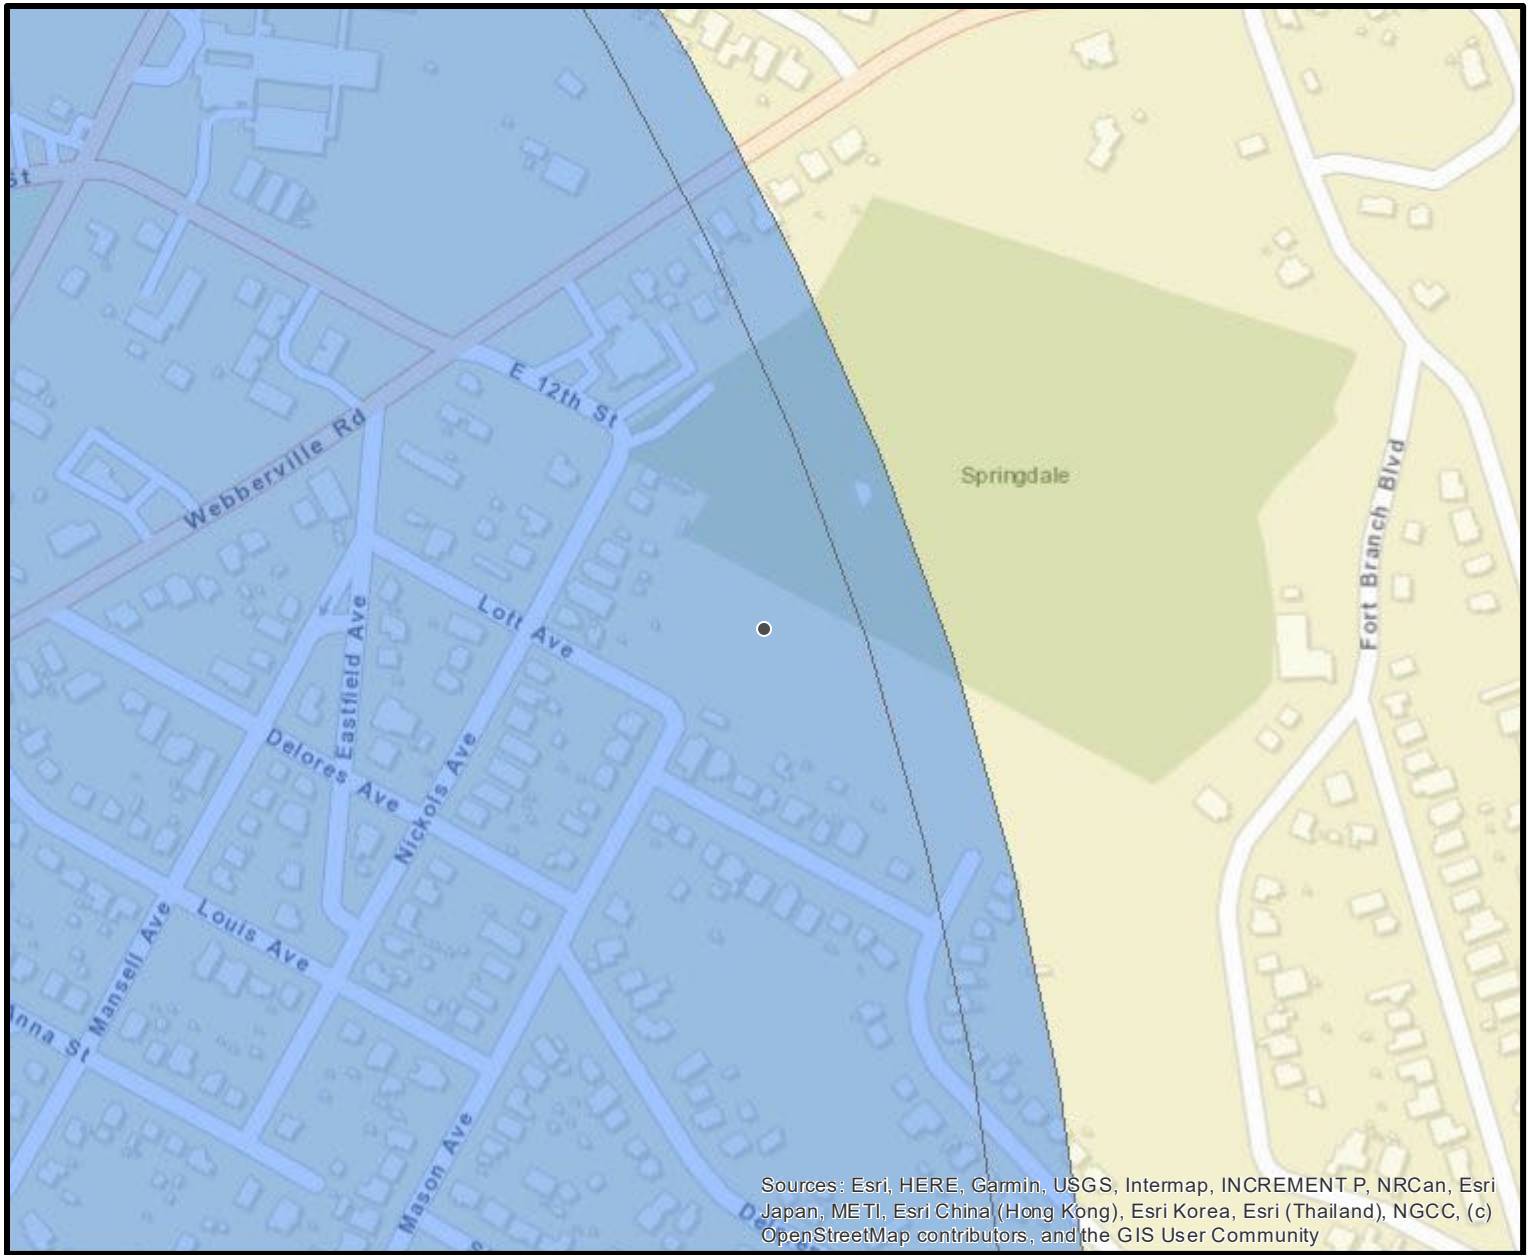 St
E 12th St
Webberville Rd
Springdale
Fort Branch Blvd
Lott Ave
Eastfield Ave
Delores Ave
Nickols Ave
Louis Ave
Mansell Ave
Anna St
Mason Ave
Sources: Esri, HERE, Garmin, USGS, Intermap, INCREMENT P, NRCan, Esri
Japan, METI, Esri China (Hong Kong), Esri Korea, Esri (Thailand), NGCC, (c)
OpenStreetMap contributors, and the GIS User Community